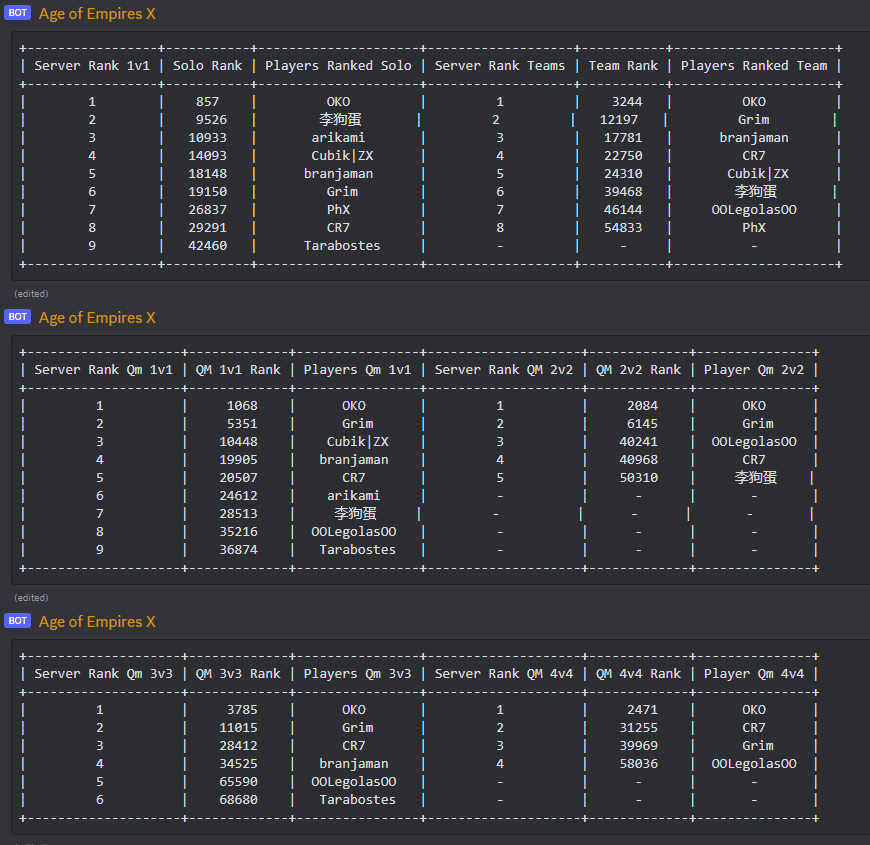 BOT Age of Empires X
+-----------------+----------+---------------------+-------------------+-----------+---------------------+
| Server Rank 1v1 | Solo Rank | Players Ranked Solo | Server Rank Teams | Team Rank | Players Ranked Team |
+-----------------+----------+---------------------+-------------------+-----------+---------------------+
| 1 | 857 | OKO | 1 | 3244 | OKO |
| 2 | 9526 | 李狗蛋 | 2 | 12197 | Grim |
| 3 | 10933 | arikami | 3 | 17781 | branjaman |
| 4 | 14093 | Cubik|ZX | 4 | 22750 | CR7 |
| 5 | 18148 | branjaman | 5 | 24310 | Cubik|ZX |
| 6 | 19150 | Grim | 6 | 39468 | 李狗蛋 |
| 7 | 26837 | PhX | 7 | 46144 | OOLegolasOO |
| 8 | 29291 | CR7 | 8 | 54833 | PhX |
| 9 | 42460 | Tarabostes | - | - | - |
+-----------------+----------+---------------------+-------------------+-----------+---------------------+
(edited)
BOT Age of Empires X
+--------------------+-------------+----------------+--------------------+-------------+---------------+
| Server Rank Qm 1v1 | QM 1v1 Rank | Players Qm 1v1 | Server Rank QM 2v2 | QM 2v2 Rank | Player Qm 2v2 |
+--------------------+-------------+----------------+--------------------+-------------+---------------+
| 1 | 1068 | OKO | 1 | 2084 | OKO |
| 2 | 5351 | Grim | 2 | 6145 | Grim |
| 3 | 10448 | Cubik|ZX | 3 | 40241 | OOLegolasOO |
| 4 | 19905 | branjaman | 4 | 40968 | CR7 |
| 5 | 20507 | CR7 | 5 | 50310 | 李狗蛋 |
| 6 | 24612 | arikami | - | - | - |
| 7 | 28513 | 李狗蛋 | - | - | - |
| 8 | 35216 | OOLegolasOO | - | - | - |
| 9 | 36874 | Tarabostes | - | - | - |
+--------------------+-------------+----------------+--------------------+-------------+---------------+
(edited)
BOT Age of Empires X
+--------------------+-------------+----------------+--------------------+-------------+---------------+
| Server Rank Qm 3v3 | QM 3v3 Rank | Players Qm 3v3 | Server Rank QM 4v4 | QM 4v4 Rank | Player Qm 4v4 |
+--------------------+-------------+----------------+--------------------+-------------+---------------+
| 1 | 3785 | OKO | 1 | 2471 | OKO |
| 2 | 11015 | Grim | 2 | 31255 | CR7 |
| 3 | 28412 | CR7 | 3 | 39969 | Grim |
| 4 | 34525 | branjaman | 4 | 58036 | OOLegolasOO |
| 5 | 65590 | OOLegolasOO | - | - | - |
| 6 | 68680 | Tarabostes | - | - | - |
+--------------------+-------------+----------------+--------------------+-------------+---------------+